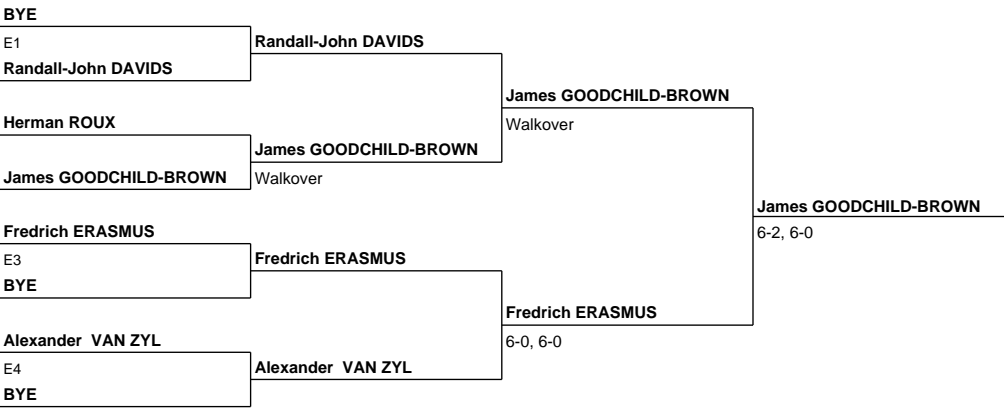 BYE
E1
Randall-John DAVIDS
Randall-John DAVIDS
James GOODCHILD-BROWN
Walkover
Herman ROUX
James GOODCHILD-BROWN
James GOODCHILD-BROWN
Walkover
James GOODCHILD-BROWN
6-2, 6-0
Fredrich ERASMUS
E3
BYE
Fredrich ERASMUS
Fredrich ERASMUS
6-0, 6-0
Alexander VAN ZYL
E4
BYE
Alexander VAN ZYL